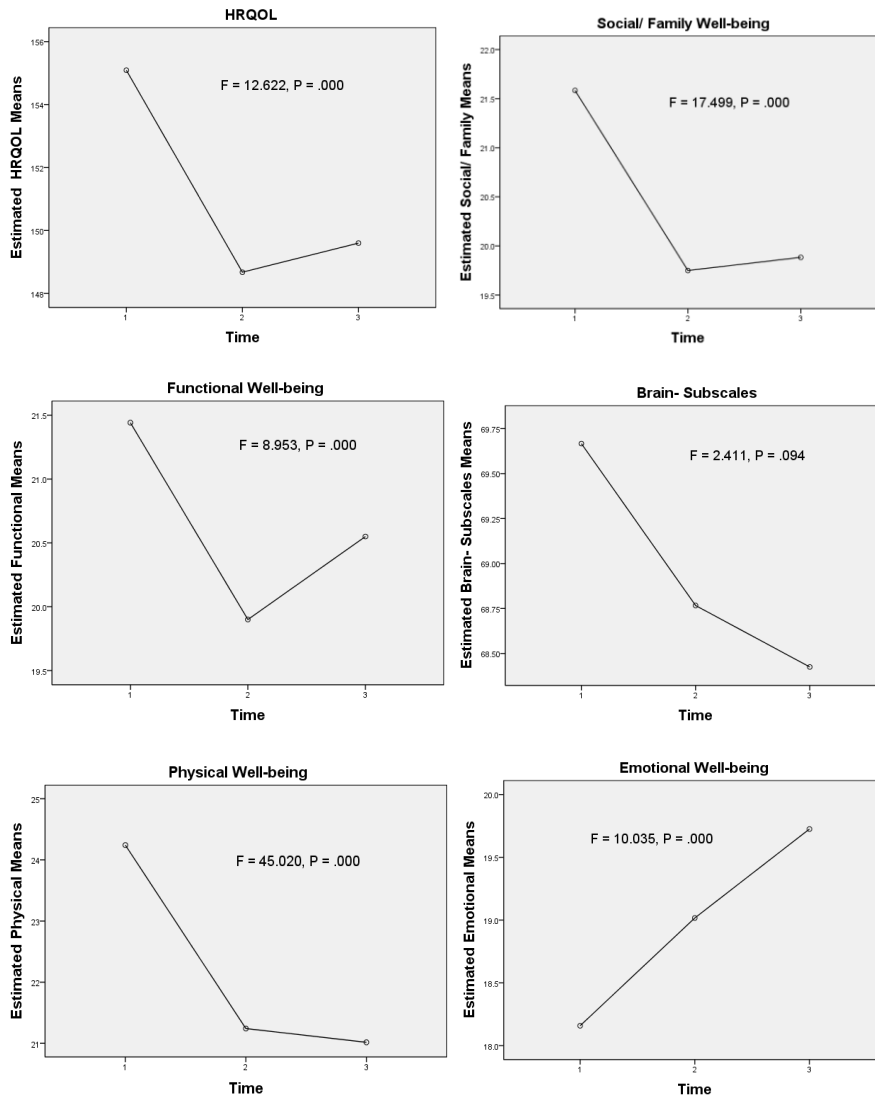 HRQOL
Estimated HRQOL Means
156
154
152
150
148
F = 12.622, P = .000
1
2
3
Time
Social/ Family Well-being
Estimated Social/ Family Means
22.0
21.5
21.0
20.5
20.0
19.5
F = 17.499, P = .000
1
2
3
Time
Functional Well-being
Estimated Functional Means
21.5
21.0
20.5
20.0
19.5
F = 8.953, P = .000
1
2
3
Time
Brain- Subscales
Estimated Brain- Subscales Means
69.75
69.50
69.25
69.00
68.75
68.50
F = 2.411, P = .094
1
2
3
Time
Physical Well-being
Estimated Physical Means
25
24
23
22
21
F = 45.020, P = .000
1
2
3
Time
Emotional Well-being
Estimated Emotional Means
20.0
19.5
19.0
18.5
18.0
F = 10.035, P = .000
1
2
3
Time